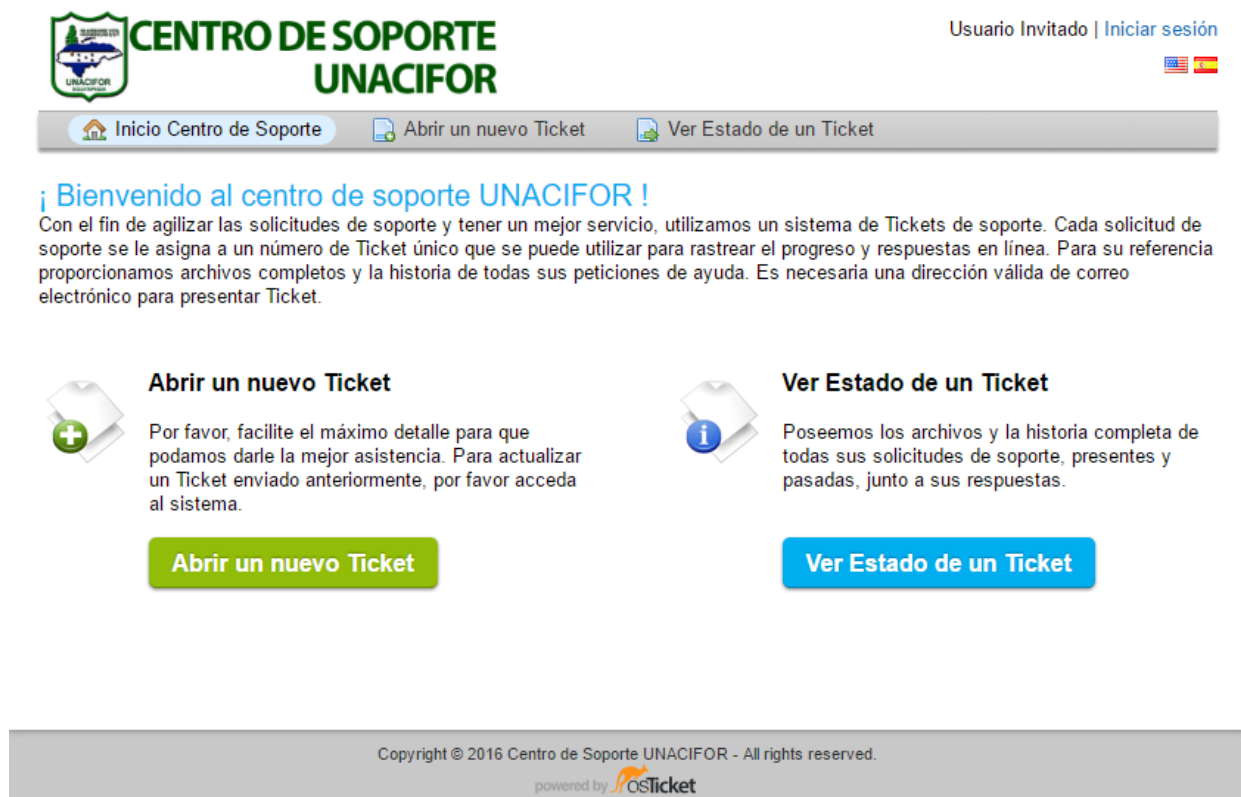 CENTRO DE SOPORTE
UNACIFOR
UNACIFOR
Usuario Invitado | Iniciar sesión
Inicio Centro de Soporte
Abrir un nuevo Ticket
Ver Estado de un Ticket
¡ Bienvenido al centro de soporte UNACIFOR !
Con el fin de agilizar las solicitudes de soporte y tener un mejor servicio, utilizamos un sistema de Tickets de soporte. Cada solicitud de
soporte se le asigna a un número de Ticket único que se puede utilizar para rastrear el progreso y respuestas en línea. Para su referencia
proporcionamos archivos completos y la historia de todas sus peticiones de ayuda. Es necesaria una dirección válida de correo
electrónico para presentar Ticket.
Abrir un nuevo Ticket
Por favor, facilite el máximo detalle para que
podamos darle la mejor asistencia. Para actualizar
un Ticket enviado anteriormente, por favor acceda
al sistema.
Abrir un nuevo Ticket
Ver Estado de un Ticket
Poseemos los archivos y la historia completa de
todas sus solicitudes de soporte, presentes y
pasadas, junto a sus respuestas.
Ver Estado de un Ticket
Copyright © 2016 Centro de Soporte UNACIFOR - All rights reserved.
powered by osTicket